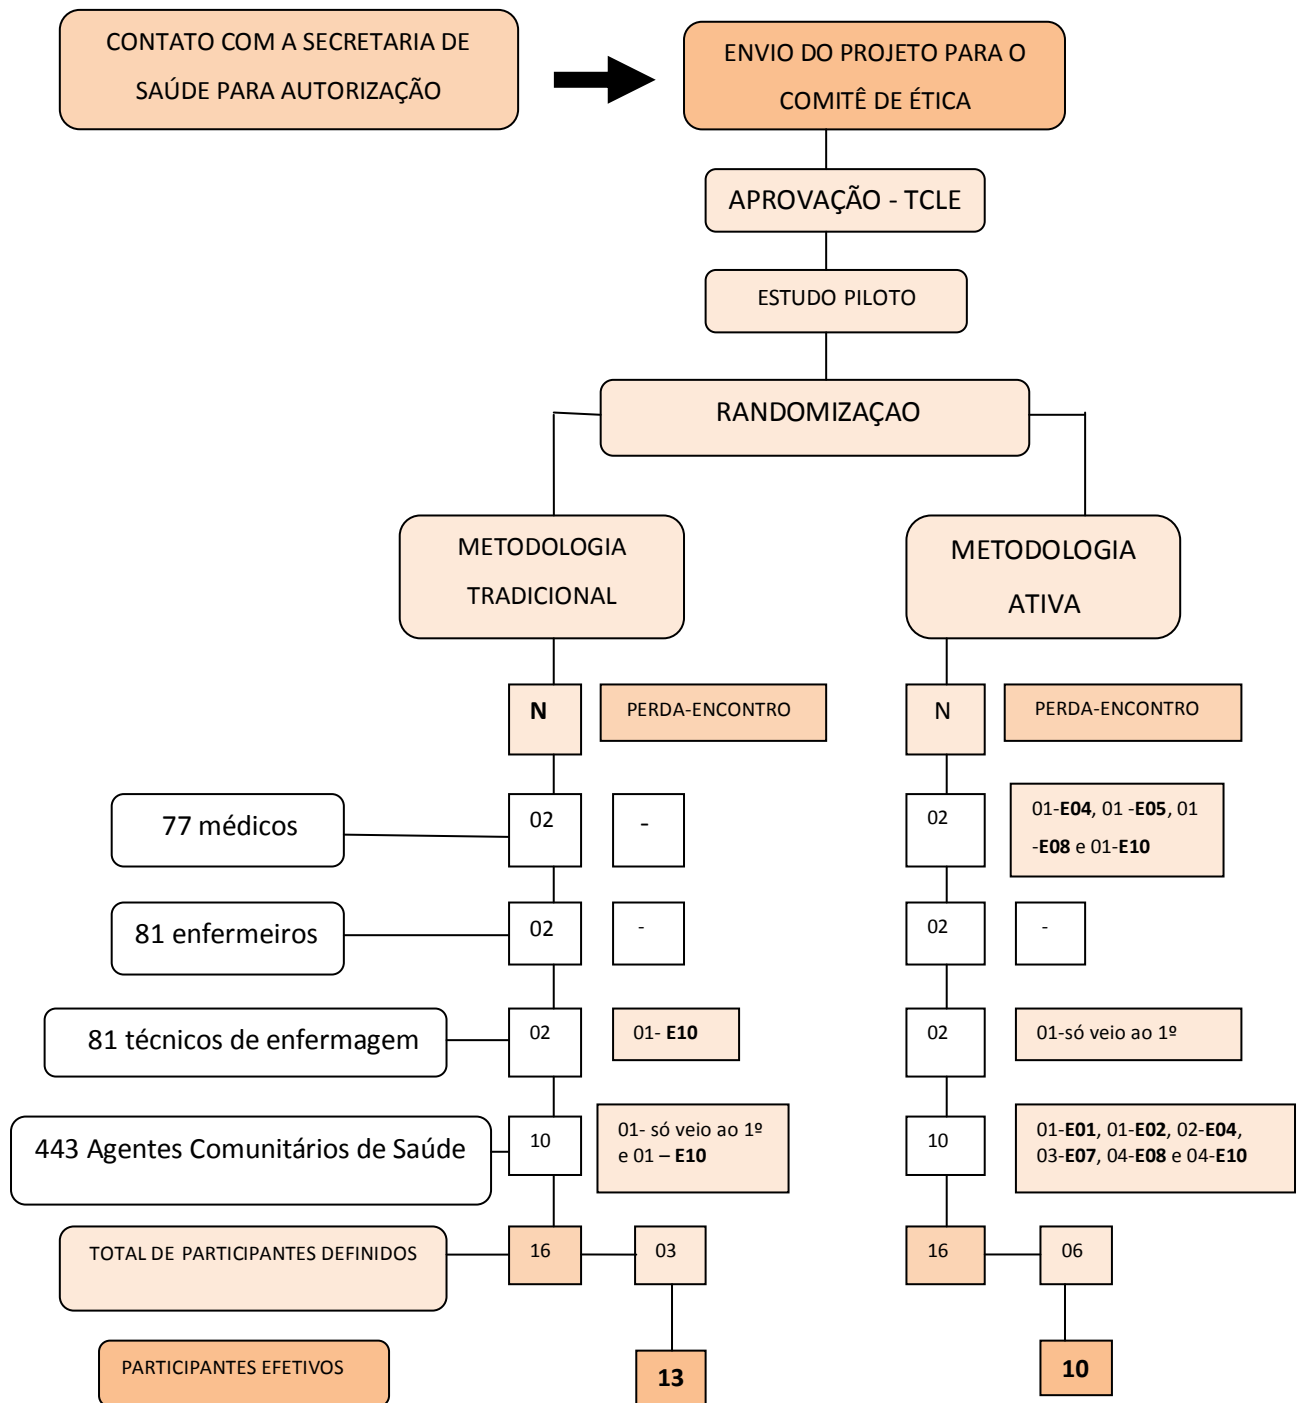 CONTATO COM A SECRETARIA DE
SAÚDE PARA AUTORIZAÇÃO
ENVIO DO PROJETO PARA O
COMITÊ DE ÉTICA
APROVAÇÃO - TCLE
ESTUDO PILOTO
RANDOMIZAÇAO
METODOLOGIA
TRADICIONAL
METODOLOGIA
ATIVA
N
PERDA-ENCONTRO
N
PERDA-ENCONTRO
77 médicos
02
-
02
01-E04, 01 -E05, 01
-E08 e 01-E10
81 enfermeiros
02
-
02
-
81 técnicos de enfermagem
02
01- E10
02
01-só veio ao 1º
443 Agentes Comunitários de Saúde
10
01- só veio ao 1º
e 01 – E10
10
01-E01, 01-E02, 02-E04,
03-E07, 04-E08 e 04-E10
TOTAL DE PARTICIPANTES DEFINIDOS
16
03
16
06
PARTICIPANTES EFETIVOS
13
10